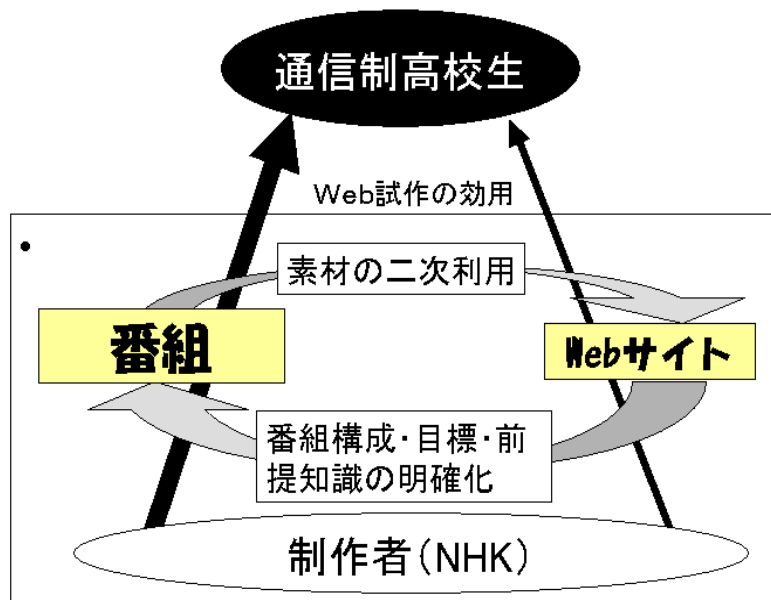 通信制高校生
Web試作の効用
•
素材の二次利用
番組
Webサイト
番組構成・目標・前
提知識の明確化
制作者(NHK)